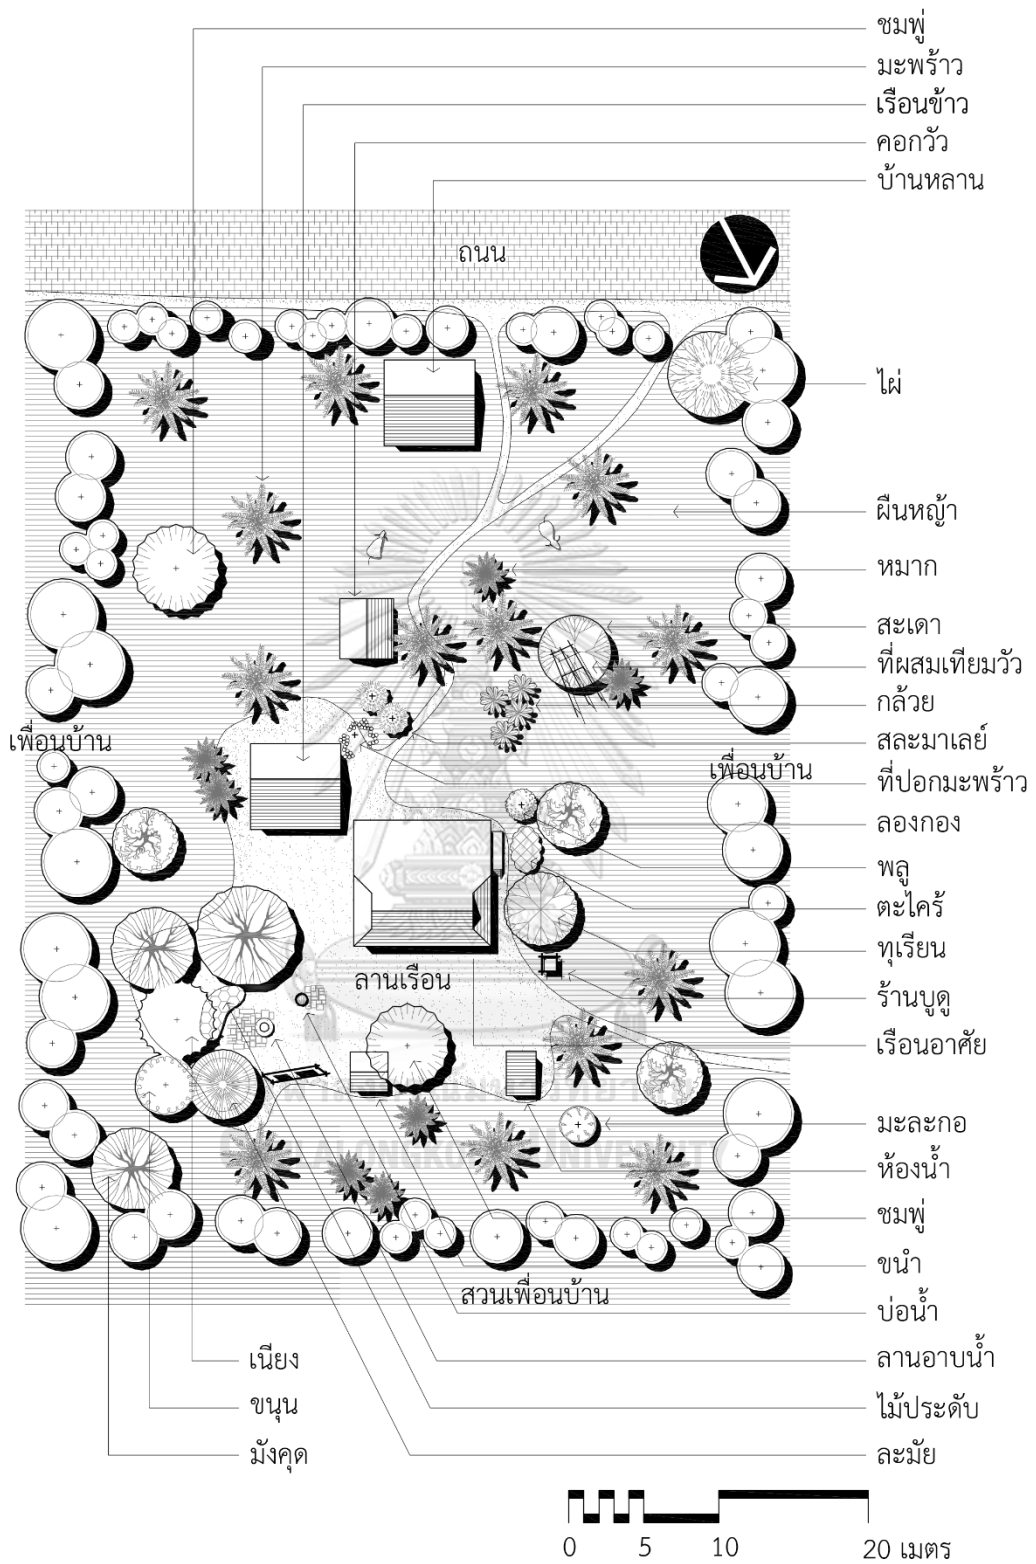 ชมพู่
มะพร้าว
เรือนข้าว
คอกวัว
บ้านหลาน
ถนน
ไผ่
ผืนหญ้า
หมาก
สะเดา
ที่ผสมเทียมวัว
กล้วย
เพื่อนบ้าน
สละมาเลย์
เพื่อนบ้าน
ที่ปอกมะพร้าว
ลองกอง
พลู
ตะไคร้
ทุเรียน
ลานเรือน
ร้านบูดู
เรือนอาศัย
มะละกอ
ห้องน้ำ
ชมพู่
ขนำ
สวนเพื่อนบ้าน
บ่อน้ำ
เนียง
ลานอาบน้ำ
ขนุน
ไม้ประดับ
มังคุด
ละมัย
0 5 10 20 เมตร